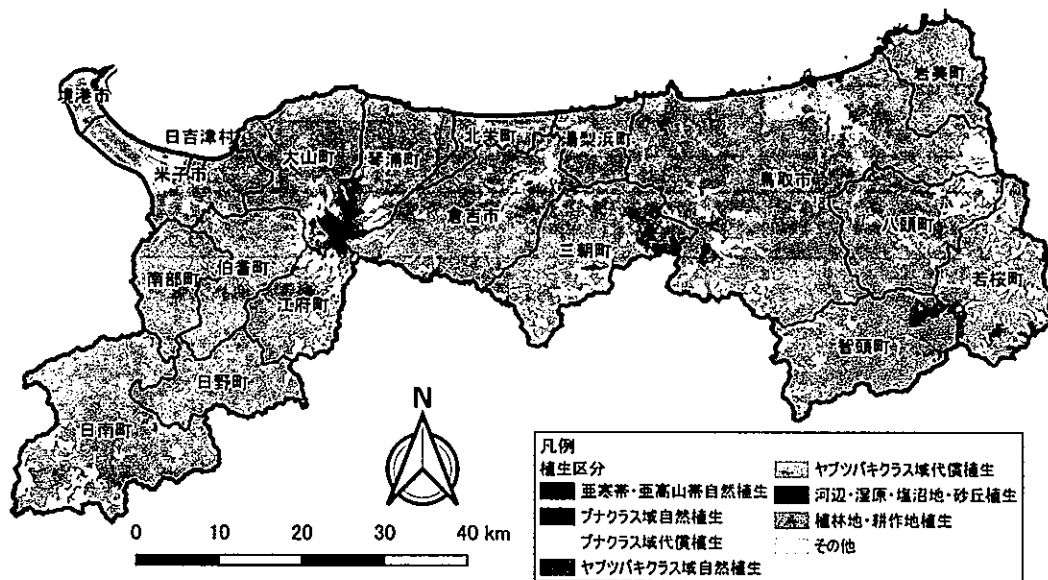 境港市
日吉津村
米子市
大山町
琴浦町
北栄町
湯梨浜町
鳥取市
岩美町
倉吉市
三朝町
八頭町
若桜町
智頭町
南部町
伯耆町
江府町
日野町
日南町
N
0 10 20 30 40 km
凡例
植生区分
亜寒帯・亜高山帯自然植生
ブナクラス域自然植生
ブナクラス域代償植生
ヤブツバキクラス域自然植生
ヤブツバキクラス域代償植生
河辺・湿原・塩沼地・砂丘植生
植林地・耕作地植生
その他